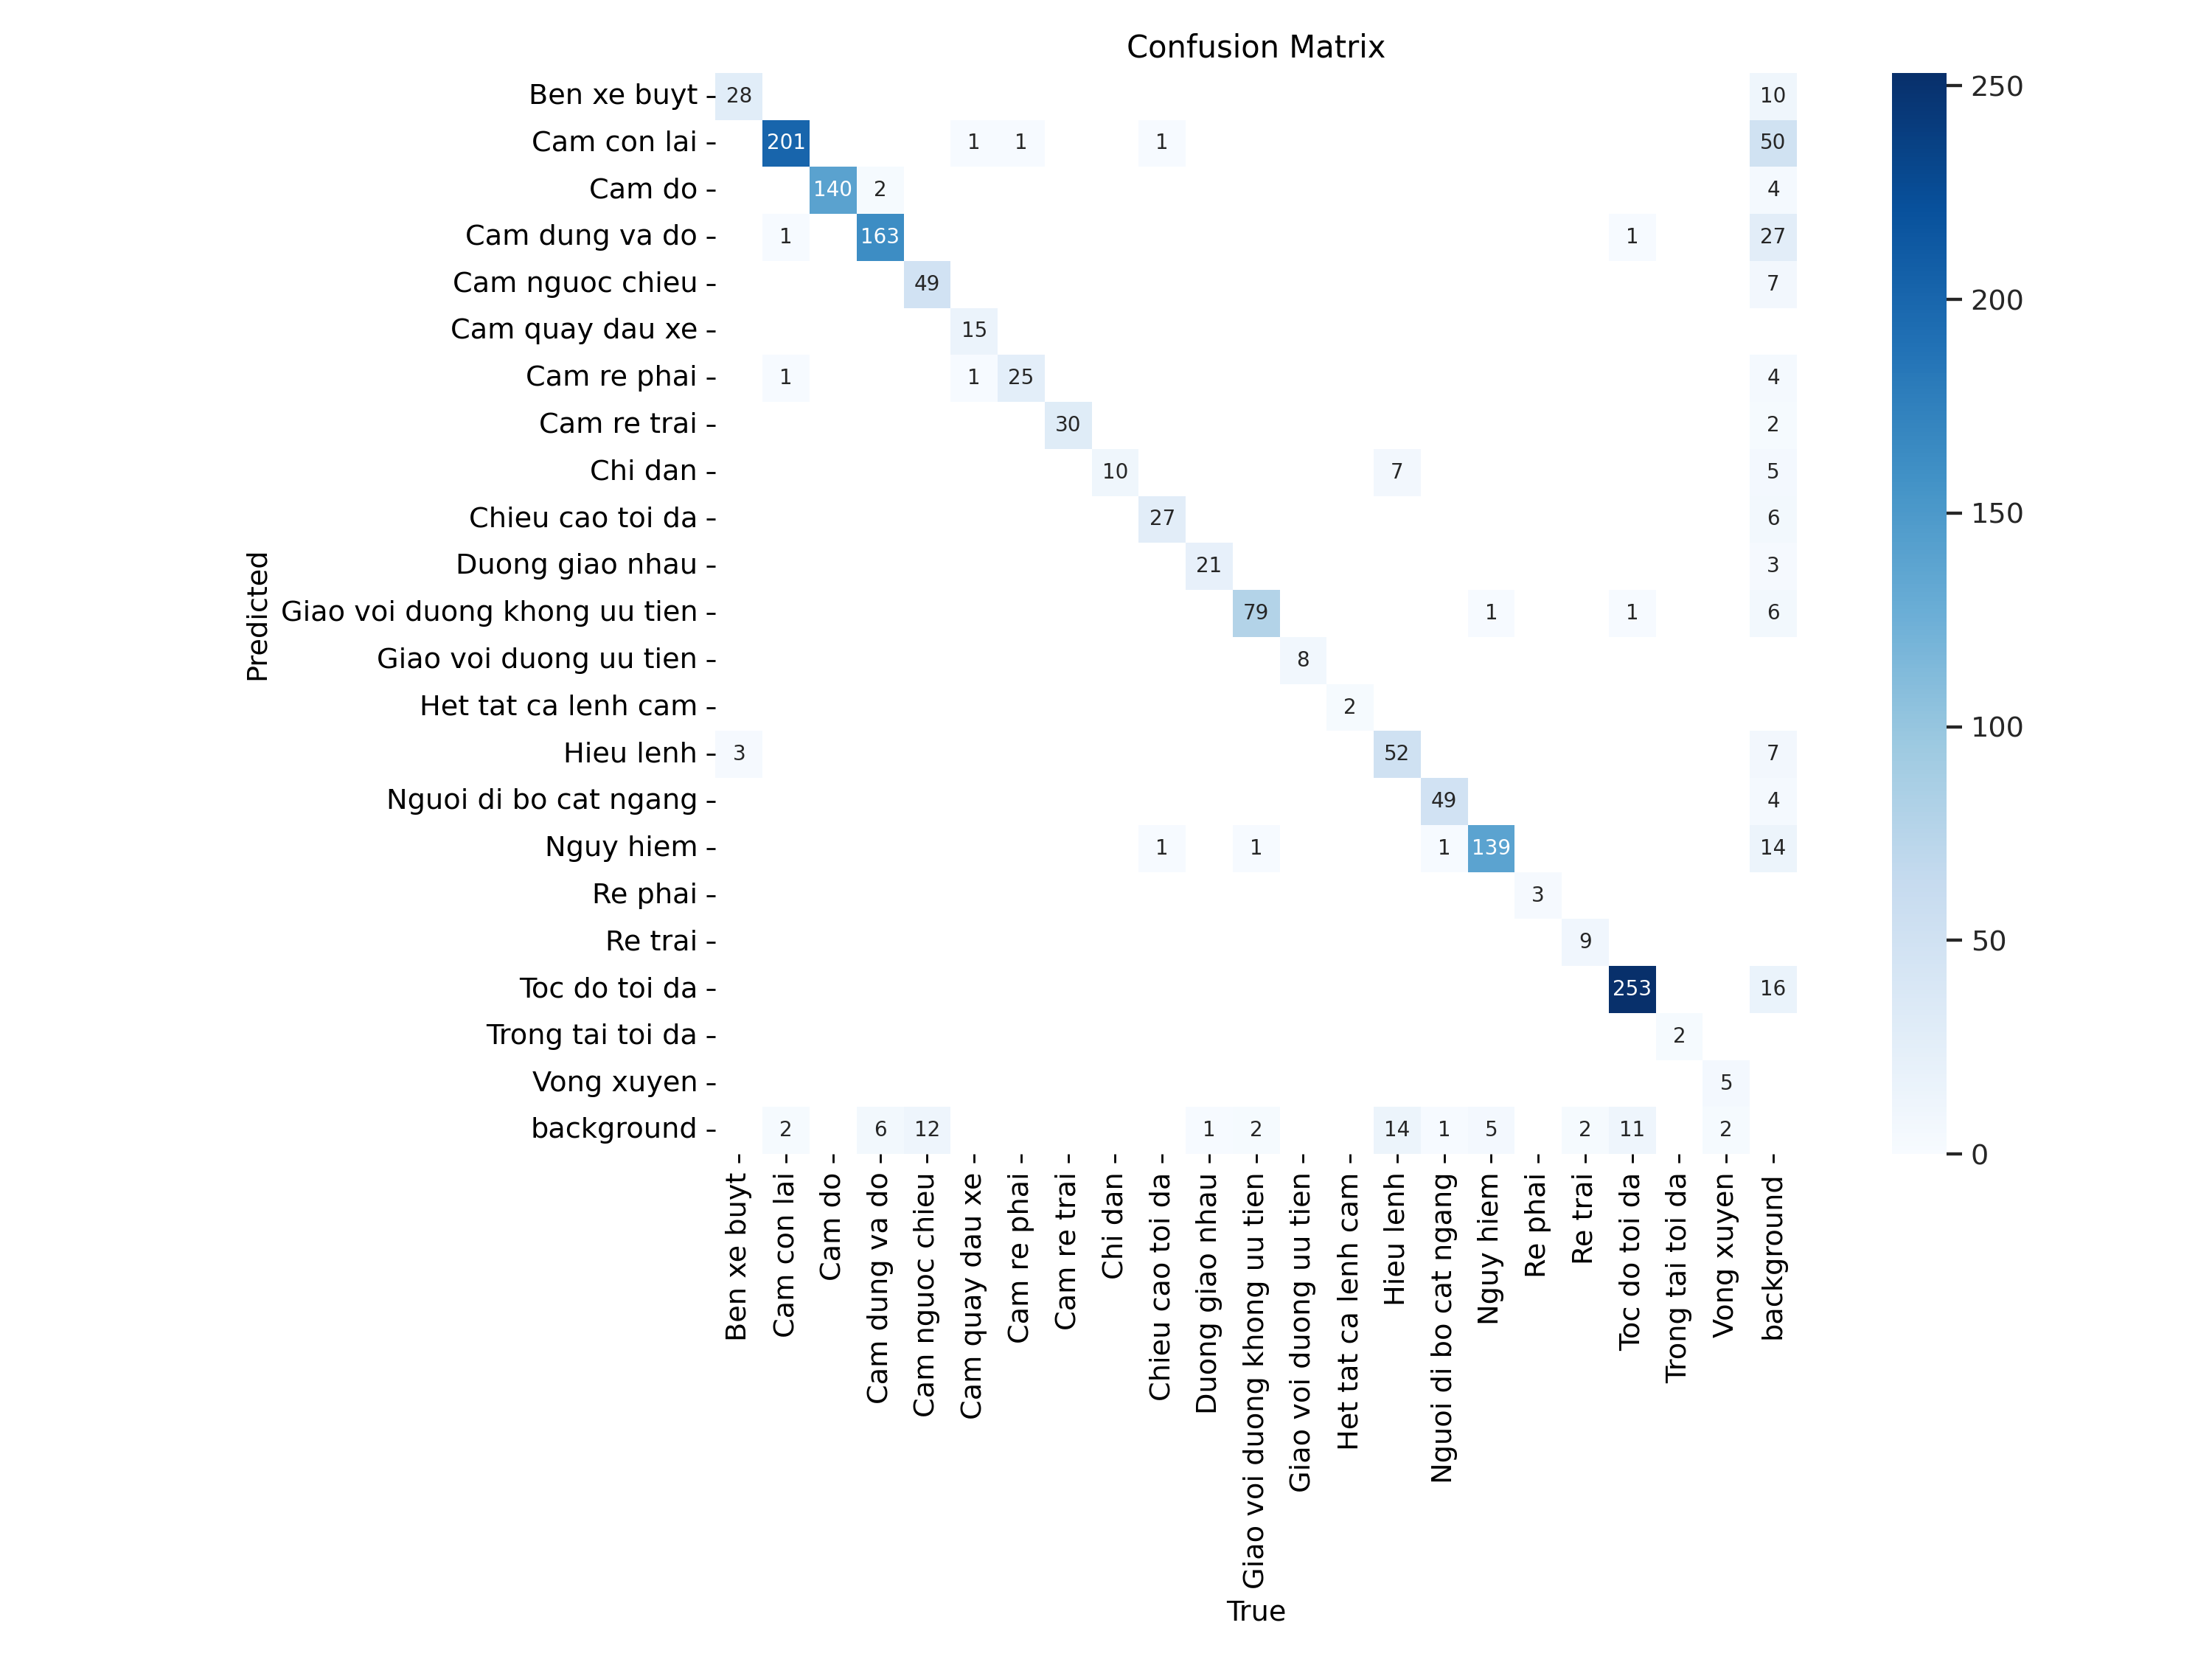 Confusion Matrix
Ben xe buyt 28 10
Cam con lai 201 1 1 1 50
Cam do 140 2 4
Cam dung va do 1 163 1 27
Cam nguoc chieu 49 7
Cam quay dau xe 15
Cam re phai 1 1 25 4
Cam re trai 30 2
Chi dan 10 7 5
Chieu cao toi da 27 6
Duong giao nhau 21 3
Giao voi duong khong uu tien 79 1 1 6
Giao voi duong uu tien 8
Het tat ca lenh cam 2
Hieu lenh 3 52 7
Nguoi di bo cat ngang 49 4
Nguy hiem 1 1 1 139 14
Re phai 3
Re trai 9
Toc do toi da 253 16
Trong tai toi da 2
Vong xuyen 5
background 2 6 12 1 2 14 1 5 2 11 2
Predicted
Ben xe buyt
Cam con lai
Cam do
Cam dung va do
Cam nguoc chieu
Cam quay dau xe
Cam re phai
Cam re trai
Chi dan
Chieu cao toi da
Duong giao nhau
Giao voi duong khong uu tien
Giao voi duong uu tien
Het tat ca lenh cam
Hieu lenh
Nguoi di bo cat ngang
Nguy hiem
Re phai
Re trai
Toc do toi da
Trong tai toi da
Vong xuyen
background
True
250
200
150
100
50
0